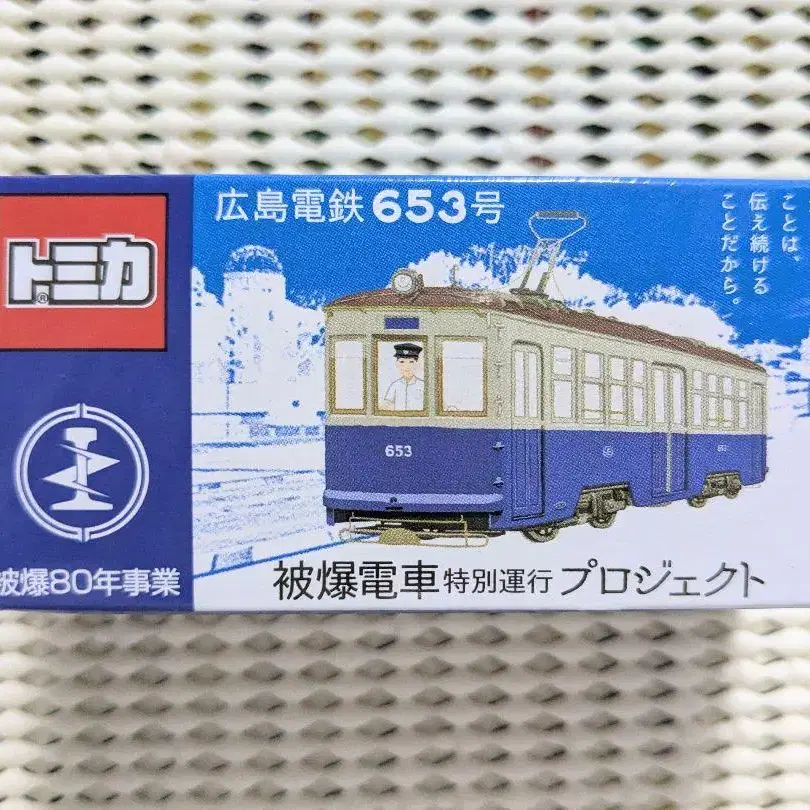 広島電鉄653号
ことは、
伝え続ける
ことだから。
トミカ
®
653
被爆80年事業
被爆電車 特別運行 プロジェクト